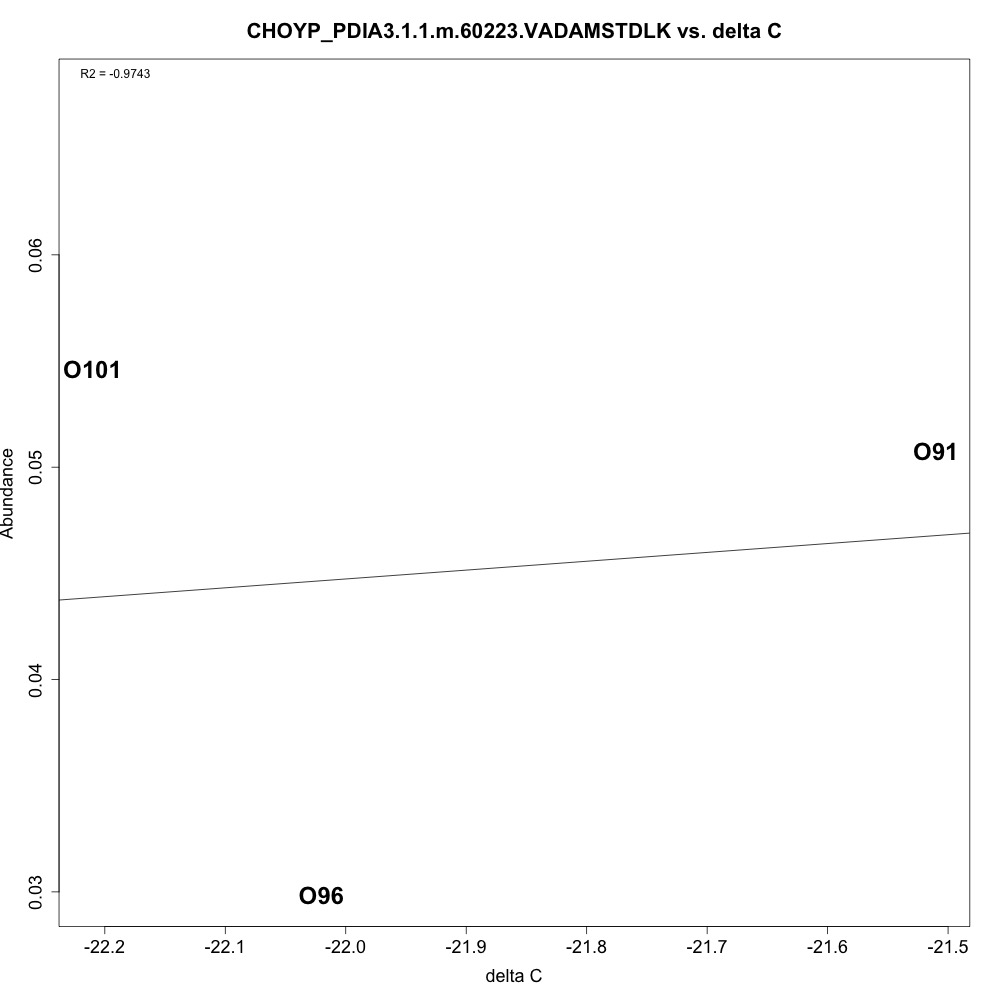 CHOYP_PDIA3.1.1.m.60223.VADAMSTDLK vs. delta C
R2 = -0.9743
0.06
O101
O91
0.05
Abundance
0.04
0.03
O96
-22.2 -22.1 -22.0 -21.9 -21.8 -21.7 -21.6 -21.5
delta C